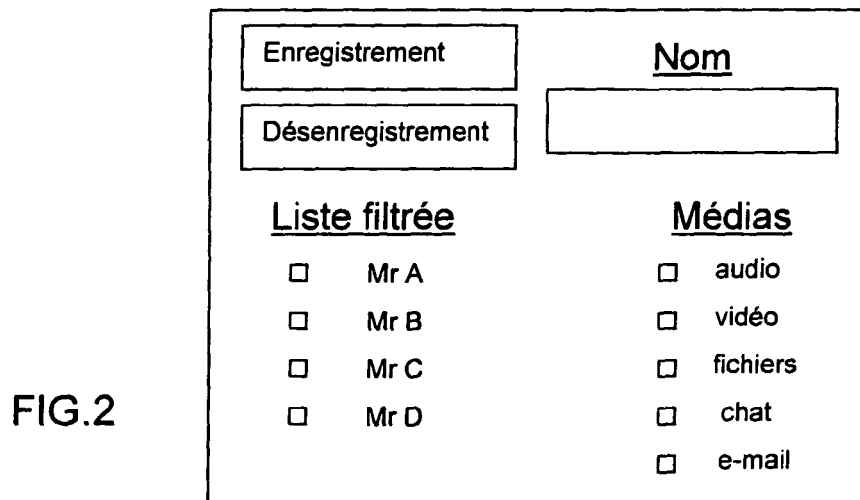 Enregistrement
Nom
Désenregistrement
Liste filtrée
Médias
Mr A
audio
Mr B
vidéo
Mr C
fichiers
Mr D
chat
e-mail
FIG.2